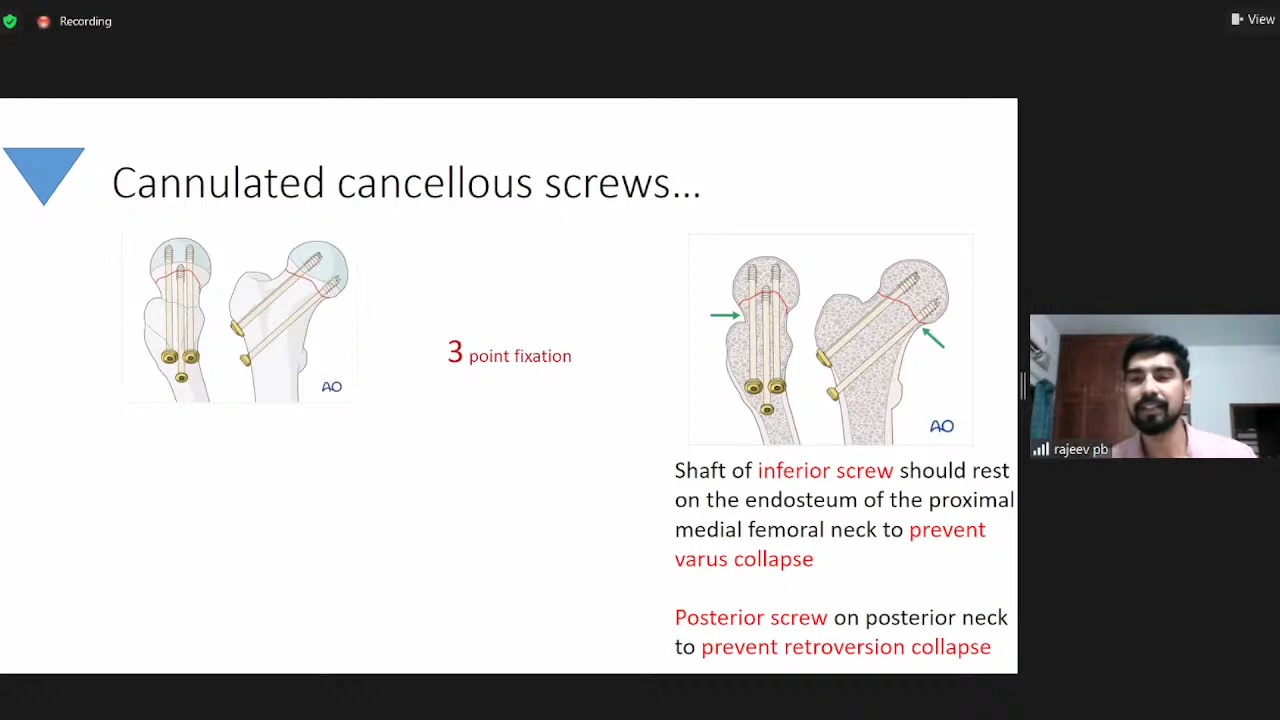 Recording
View
Cannulated cancellous screws...
AO
3 point fixation
AO
Shaft of inferior screw should rest
on the endosteum of the proximal
medial femoral neck to prevent
varus collapse
Posterior screw on posterior neck
to prevent retroversion collapse
rajeev pb